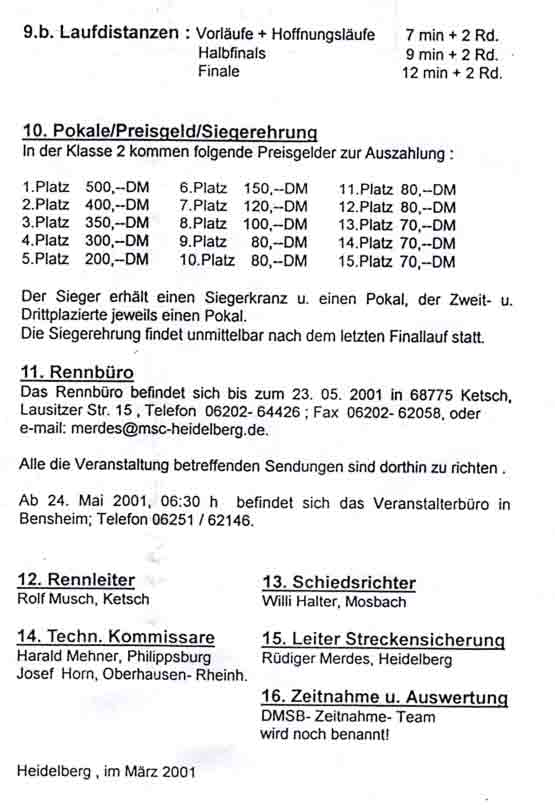 9.b. Laufdistanzen : Vorläufe + Hoffnungsläufe 7 min + 2 Rd.
Halbfinals 9 min + 2 Rd.
Finale 12 min + 2 Rd.
10. Pokale/Preisgeld/Siegerehrung
In der Klasse 2 kommen folgende Preisgelder zur Auszahlung :
1.Platz 500,--DM 6.Platz 150,--DM 11.Platz 80,--DM
2.Platz 400,--DM 7.Platz 120,--DM 12.Platz 80,--DM
3.Platz 350,--DM 8.Platz 100,--DM 13.Platz 70,--DM
4.Platz 300,--DM 9.Platz 80,--DM 14.Platz 70,--DM
5.Platz 200,--DM 10.Platz 80,--DM 15.Platz 70,--DM
Der Sieger erhält einen Siegerkranz u. einen Pokal, der Zweit- u.
Drittplazierte jeweils einen Pokal.
Die Siegerehrung findet unmittelbar nach dem letzten Finallauf statt.
11. Rennbüro
Das Rennbüro befindet sich bis zum 23. 05. 2001 in 68775 Ketsch,
Lausitzer Str. 15 , Telefon 06202- 64426 ; Fax 06202- 62058, oder
e-mail: merdes@msc-heidelberg.de.
Alle die Veranstaltung betreffenden Sendungen sind dorthin zu richten .
Ab 24. Mai 2001, 06:30 h befindet sich das Veranstalterbüro in
Bensheim; Telefon 06251 / 62146.
12. Rennleiter
Rolf Musch, Ketsch
13. Schiedsrichter
Willi Halter, Mosbach
14. Techn. Kommissare
Harald Mehner, Philippsburg
Josef Horn, Oberhausen- Rheinh.
15. Leiter Streckensicherung
Rüdiger Merdes, Heidelberg
16. Zeitnahme u. Auswertung
DMSB- Zeitnahme- Team
wird noch benannt!
Heidelberg , im März 2001